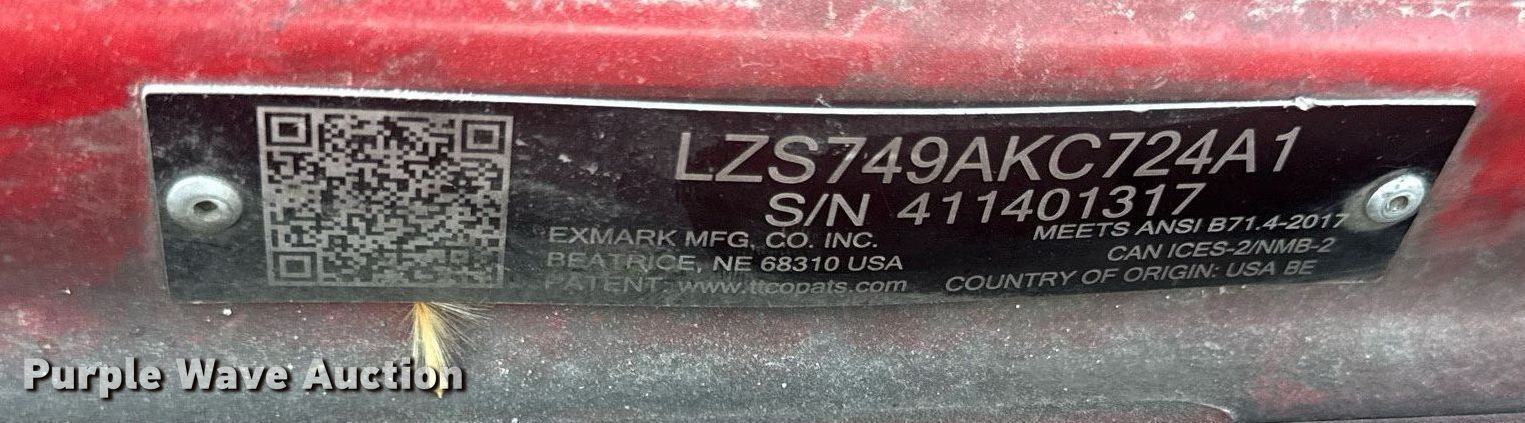 LZS749AKC724A1
S/N 411401317
MEETS ANSI B71.4-2017
EXMARK MFG. CO. INC.
CAN ICES-2/NMB-2
BEATRICE, NE 68310 USA
COUNTRY OF ORIGIN: USA BE
PATENT: www.ttcopats.com
Purple Wave Auction